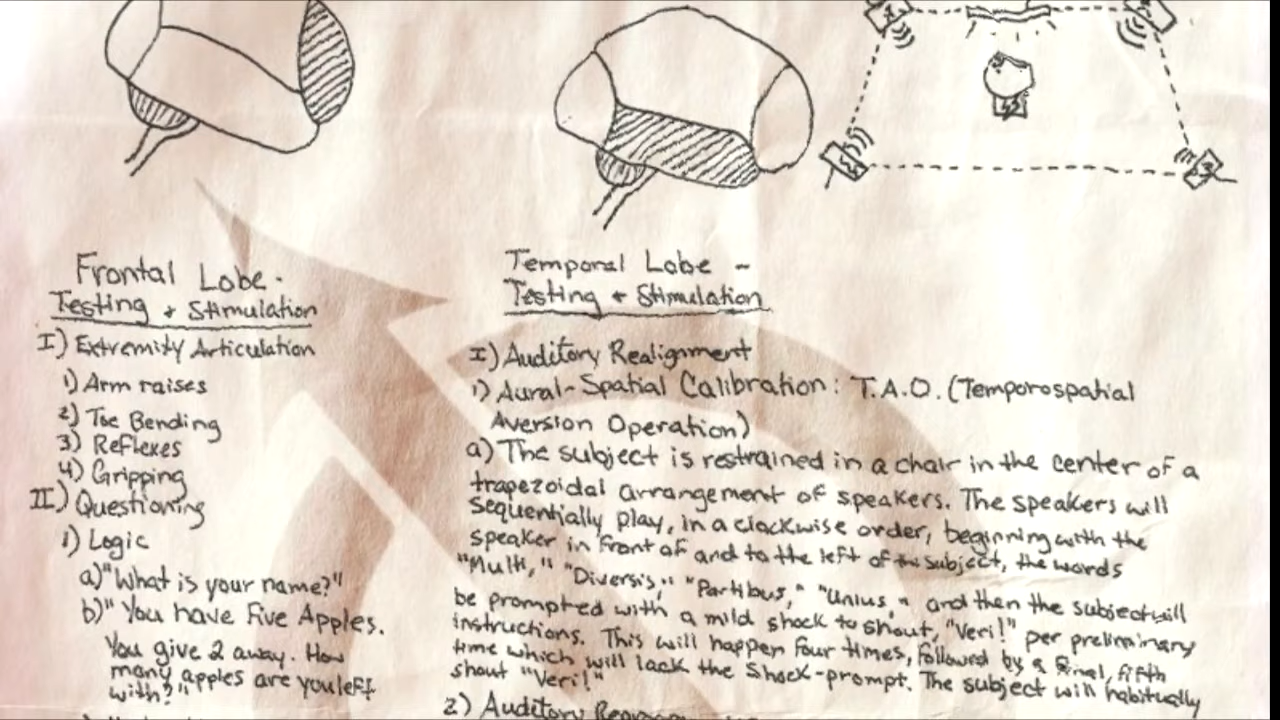 Frontal Lobe -
Testing + Stimulation
I) Extremity Articulation
1) Arm raises
2) Toe Bending
3) Reflexes
4) Gripping
II) Questioning
1) Logic
a) "What is your name?"
b) "You have Five Apples.
You give 2 away. How
many apples are you left
with?"
Temporal Lobe -
Testing + Stimulation
I) Auditory Realignment
1) Aural-Spatial Calibration: T.A.O. (Temporospatial
Aversion Operation)
a) The subject is restrained in a chair in the center of a
trapezoidal arrangement of speakers. The speakers will
sequentially play, in a clockwise order, beginning with the
speaker in front of and to the left of the subject, the words
"Multi," "Diversis," "Partibus," "Unius," and then the subject will
be prompted with a mild shock to shout, "Veri!" per preliminary
instructions. This will happen four times, followed by a final, fifth
time which will lack the shock-prompt. The subject will habitually
shout "Veri!"
2) Auditory